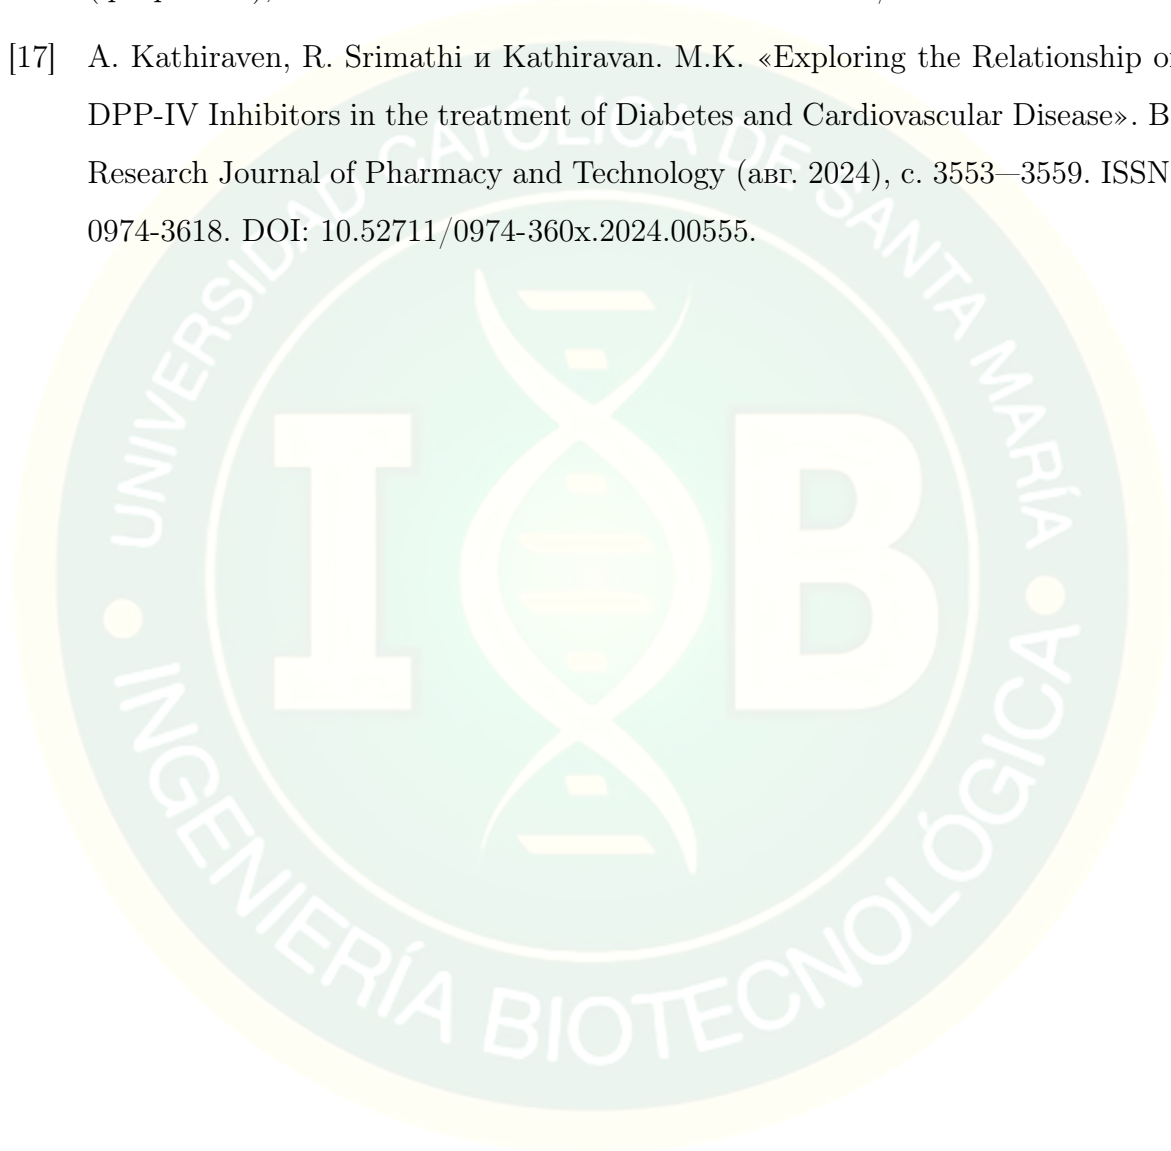 [17] A. Kathiraven, R. Srimathi и Kathiravan. M.K. «Exploring the Relationship
DPP-IV Inhibitors in the treatment of Diabetes and Cardiovascular Disease».
Research Journal of Pharmacy and Technology (авг. 2024), с. 3553—3559. ISSN
0974-3618. DOI: 10.52711/0974-360x.2024.00555.
UNIVERSIDAD CATÓLICA DE SANTA MARÍA
I B
INGENIERÍA BIOTECNOLÓGICA